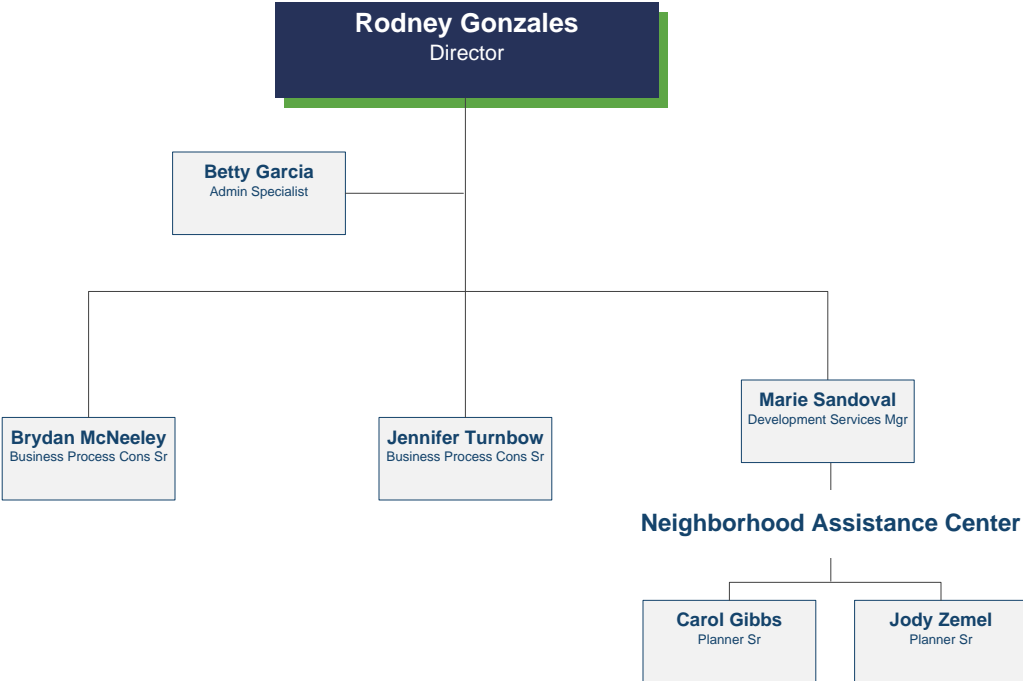 Rodney Gonzales
Director
Betty Garcia
Admin Specialist
Brydan McNeeley
Business Process Cons Sr
Jennifer Turnbow
Business Process Cons Sr
Marie Sandoval
Development Services Mgr
Neighborhood Assistance Center
Carol Gibbs
Planner Sr
Jody Zemel
Planner Sr